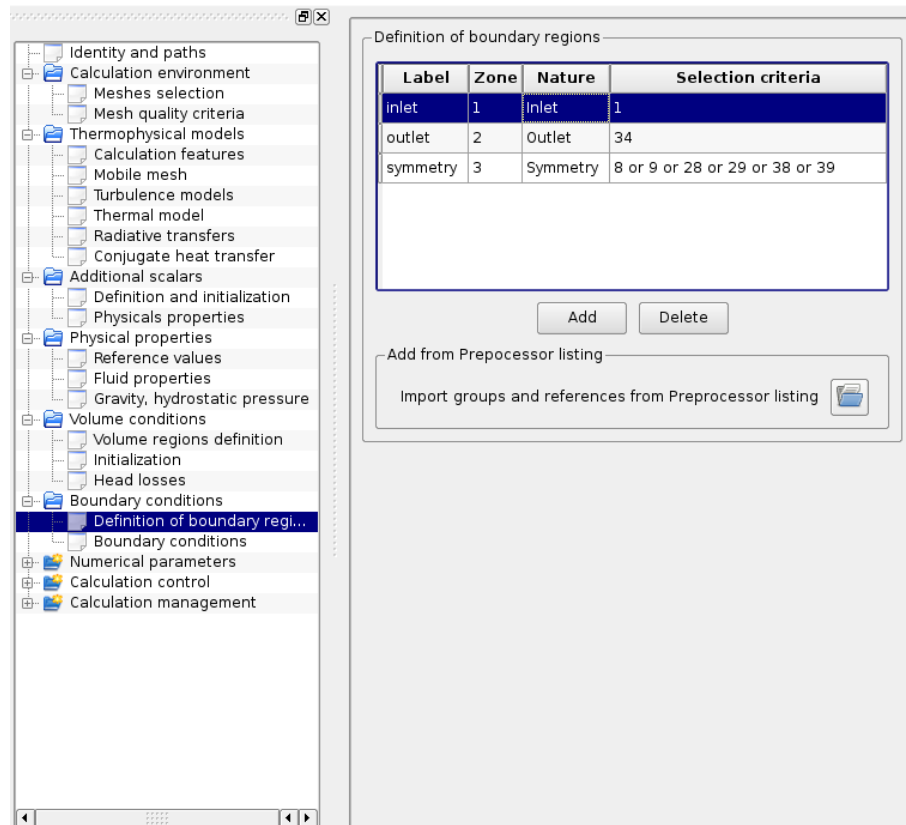 Identity and paths
Calculation environment
Meshes selection
Mesh quality criteria
Thermophysical models
Calculation features
Mobile mesh
Turbulence models
Thermal model
Radiative transfers
Conjugate heat transfer
Additional scalars
Definition and initialization
Physicals properties
Physical properties
Reference values
Fluid properties
Gravity, hydrostatic pressure
Volume conditions
Volume regions definition
Initialization
Head losses
Boundary conditions
Definition of boundary regi...
Boundary conditions
Numerical parameters
Calculation control
Calculation management
Definition of boundary regions
Label Zone Nature Selection criteria
inlet 1 Inlet 1
outlet 2 Outlet 34
symmetry 3 Symmetry 8 or 9 or 28 or 29 or 38 or 39
Add Delete
Add from Prepocessor listing
Import groups and references from Preprocessor listing